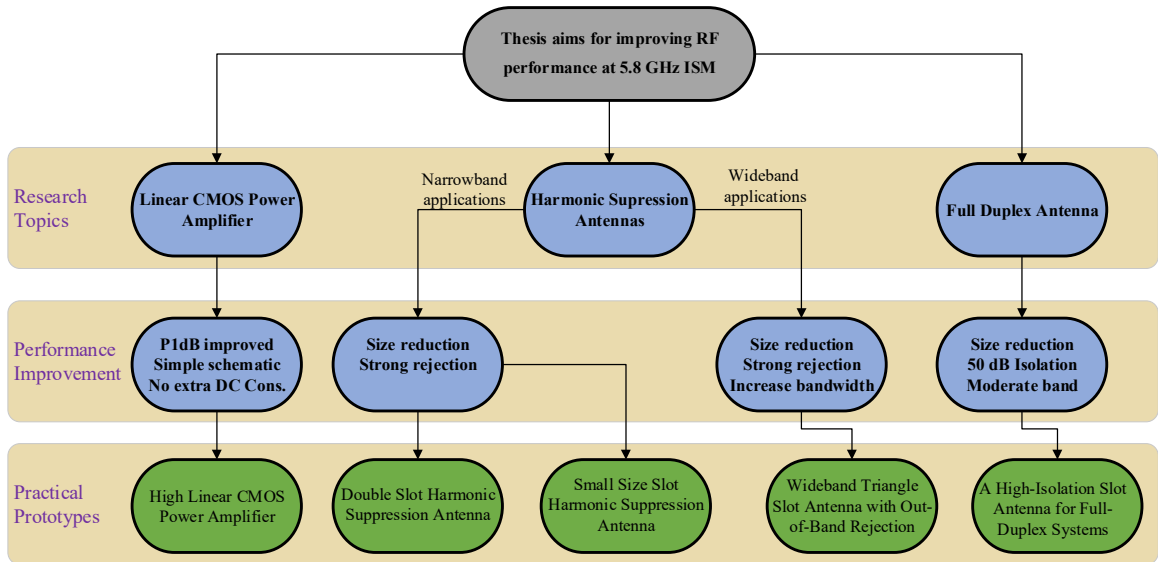 Thesis aims for improving RF
performance at 5.8 GHz ISM
Research
Topics
Linear CMOS Power
Amplifier
Narrowband
applications
Harmonic Supression
Antennas
Wideband
applications
Full Duplex Antenna
Performance
Improvement
P1dB improved
Simple schematic
No extra DC Cons.
Size reduction
Strong rejection
Size reduction
Strong rejection
Increase bandwidth
Size reduction
50 dB Isolation
Moderate band
Practical
Prototypes
High Linear CMOS
Power Amplifier
Double Slot Harmonic
Suppression Antenna
Small Size Slot
Harmonic Suppression
Antenna
Wideband Triangle
Slot Antenna with Out-
of-Band Rejection
A High-Isolation Slot
Antenna for Full-
Duplex Systems